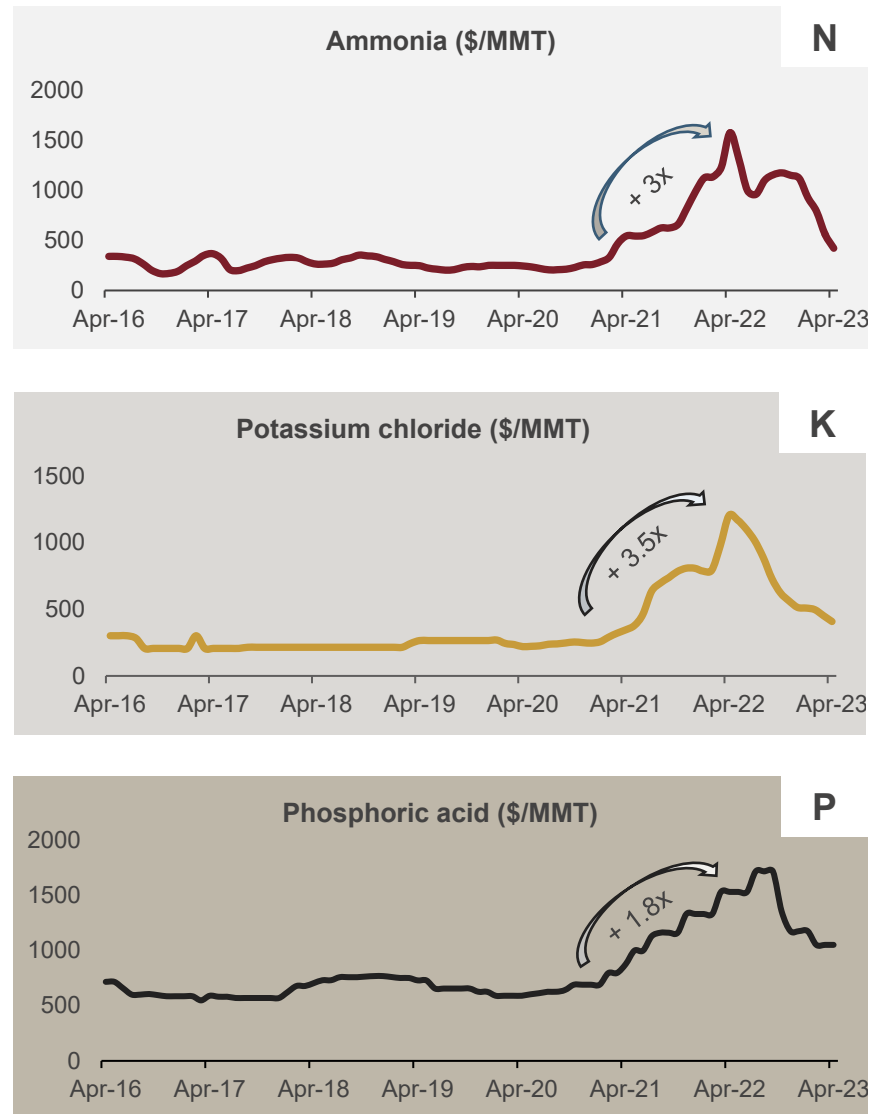 Ammonia ($/MMT)
N
2000
1500
1000
500
0
+ 3x
Apr-16 Apr-17 Apr-18 Apr-19 Apr-20 Apr-21 Apr-22 Apr-23
Potassium chloride ($/MMT)
K
1500
1000
500
0
+ 3.5x
Apr-16 Apr-17 Apr-18 Apr-19 Apr-20 Apr-21 Apr-22 Apr-23
Phosphoric acid ($/MMT)
P
2000
1500
1000
500
0
+ 1.8x
Apr-16 Apr-17 Apr-18 Apr-19 Apr-20 Apr-21 Apr-22 Apr-23